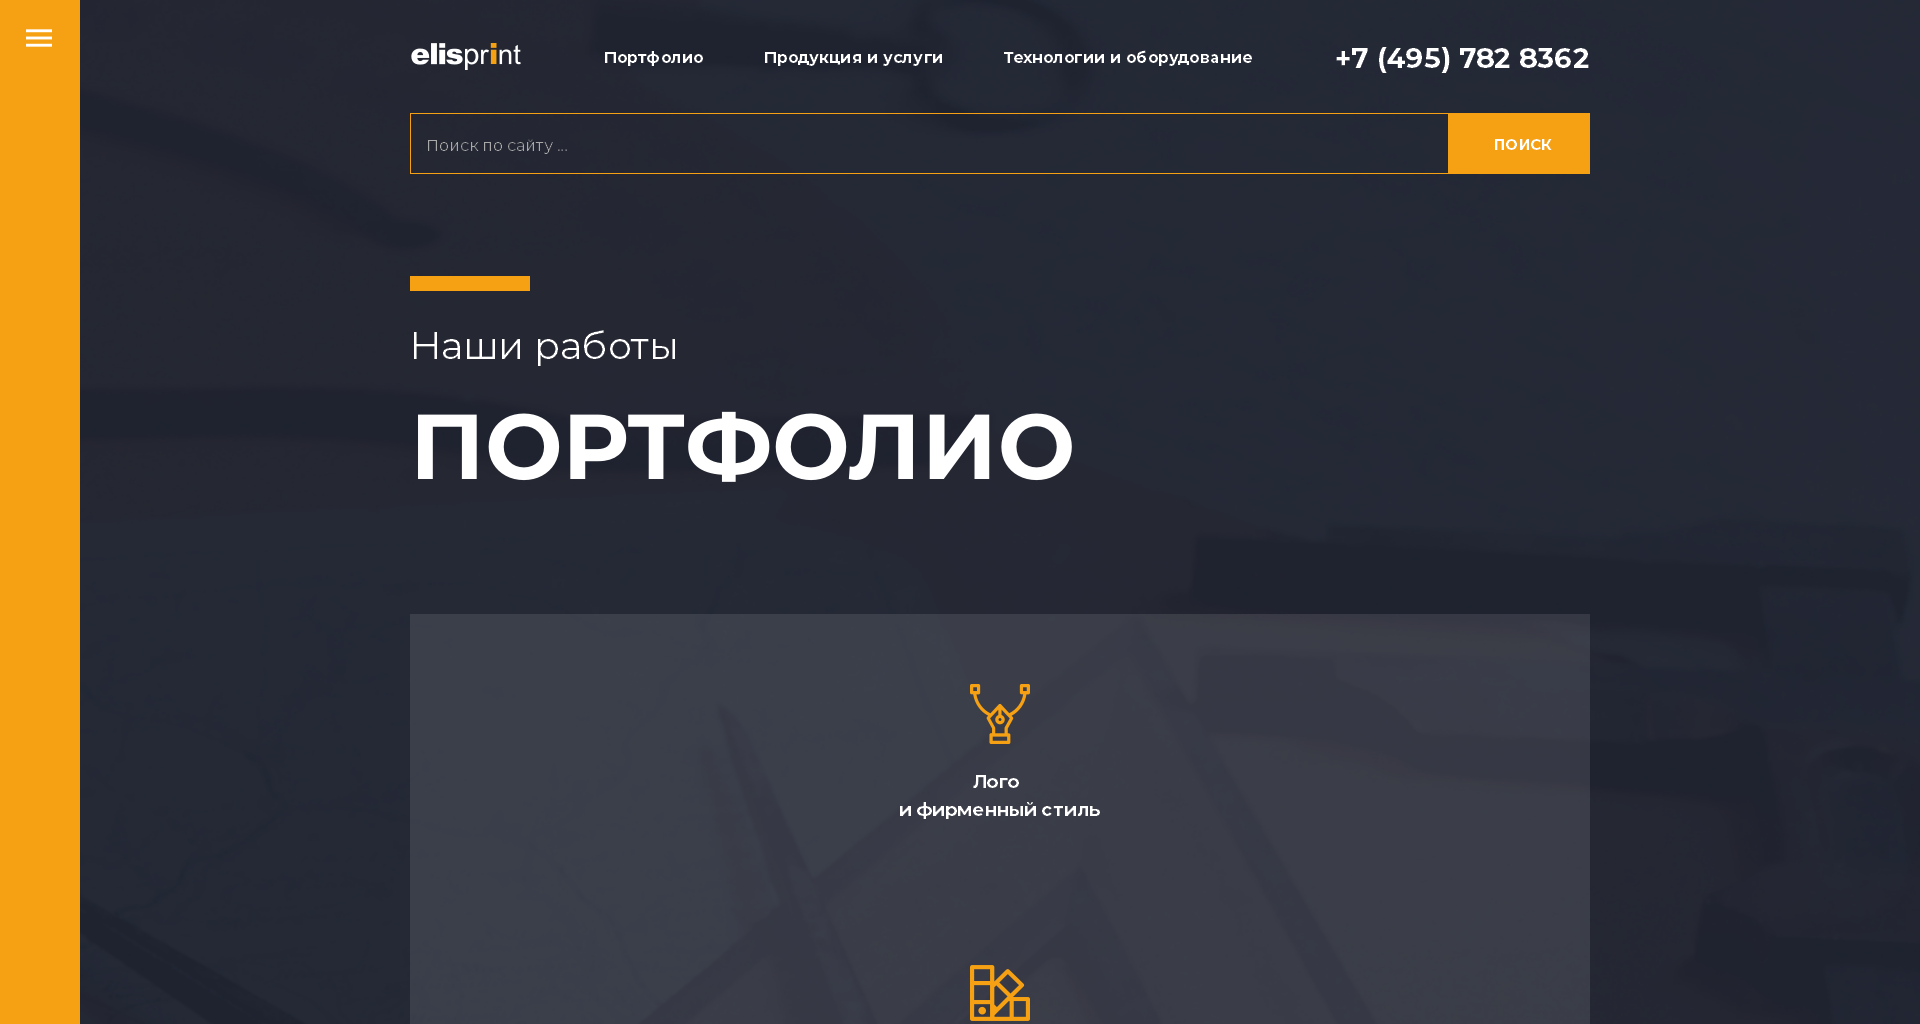 elisprint
Портфолио
Продукция и услуги
Технологии и оборудование
+7 (495) 782 8362
Поиск по сайту ...
ПОИСК
Наши работы
ПОРТФОЛИО
Лого
и фирменный стиль